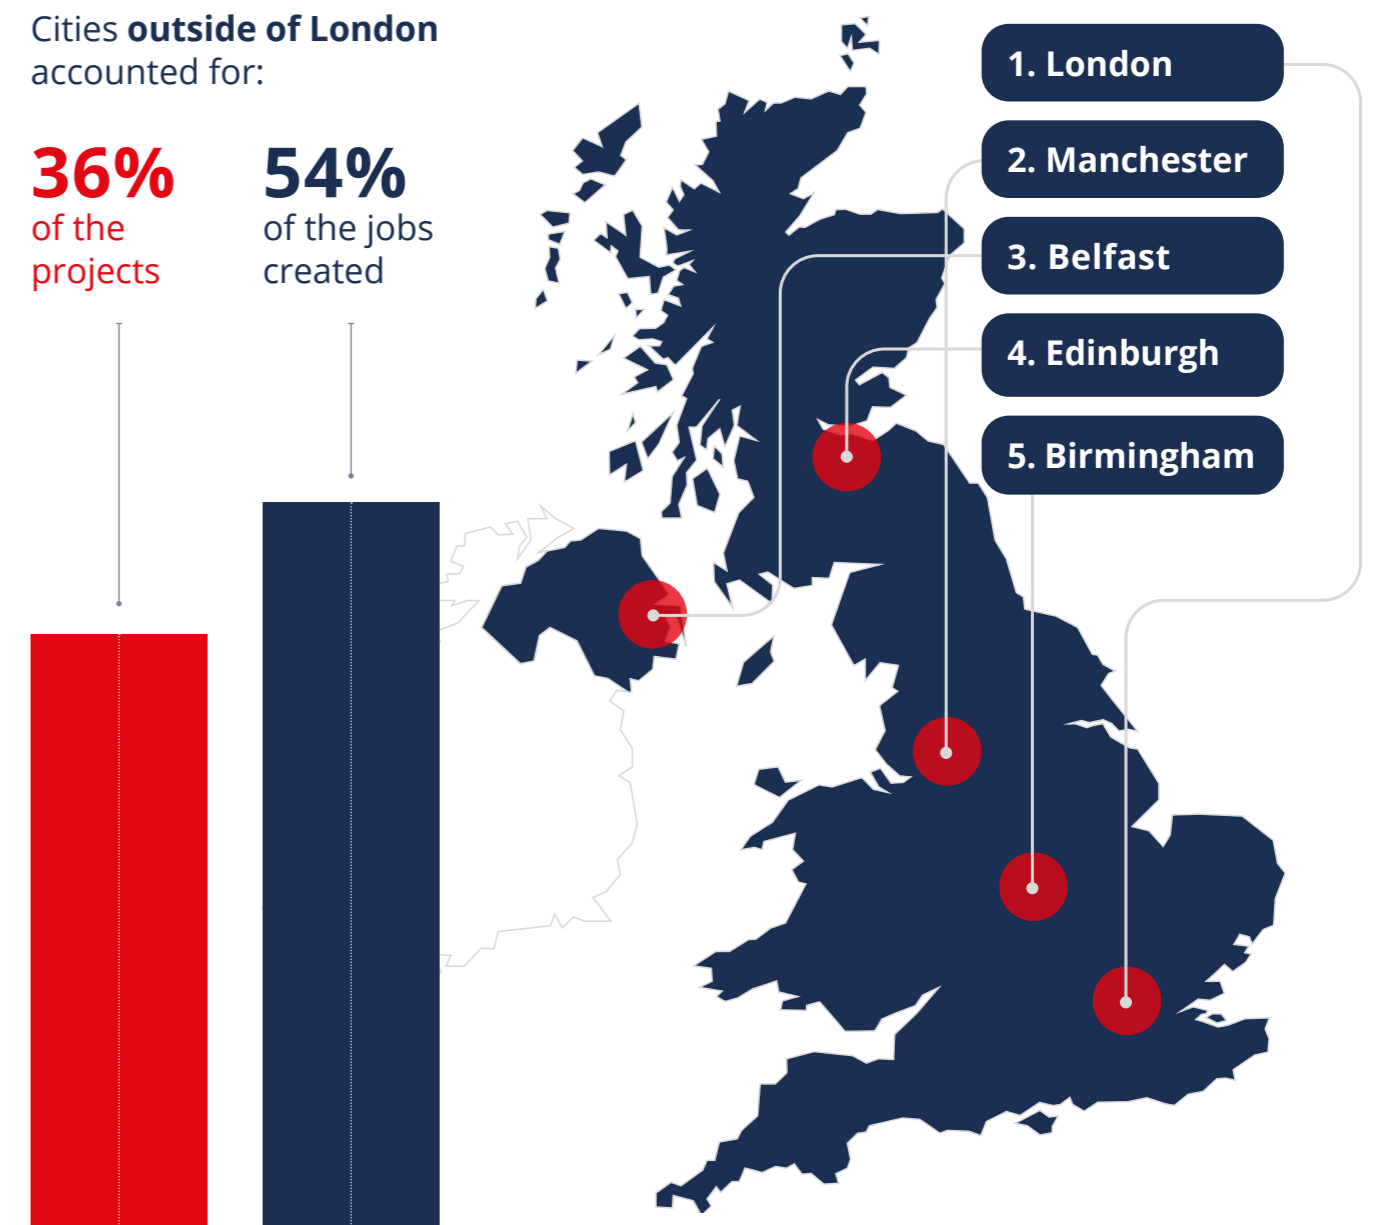 Cities outside of London
accounted for:
36%
of the
projects
54%
of the jobs
created
1. London
2. Manchester
3. Belfast
4. Edinburgh
5. Birmingham